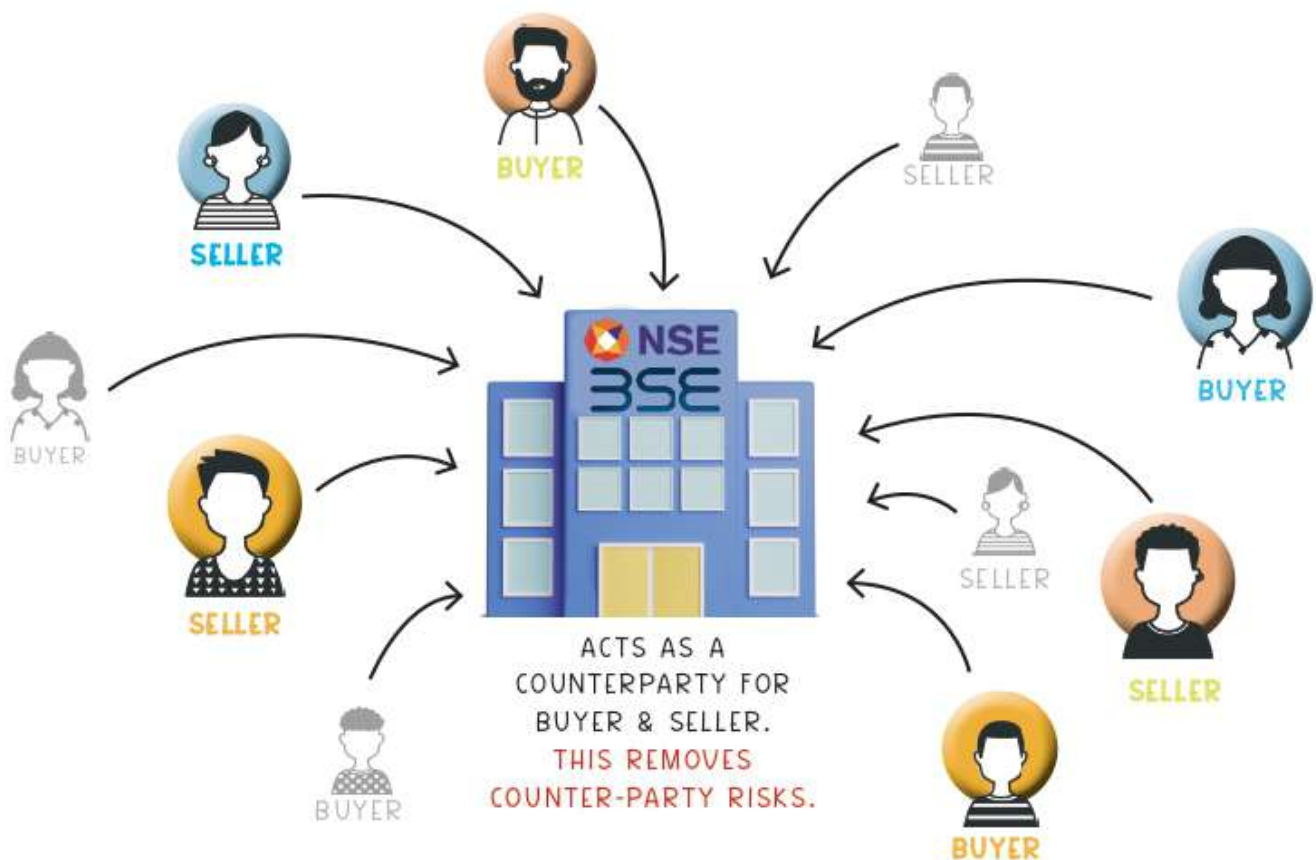 BUYER
SELLER
SELLER
BUYER
BUYER
NSE
BSE
SELLER
SELLER
SELLER
BUYER
BUYER
ACTS AS A
COUNTERPARTY FOR
BUYER & SELLER.
THIS REMOVES
COUNTER-PARTY RISKS.